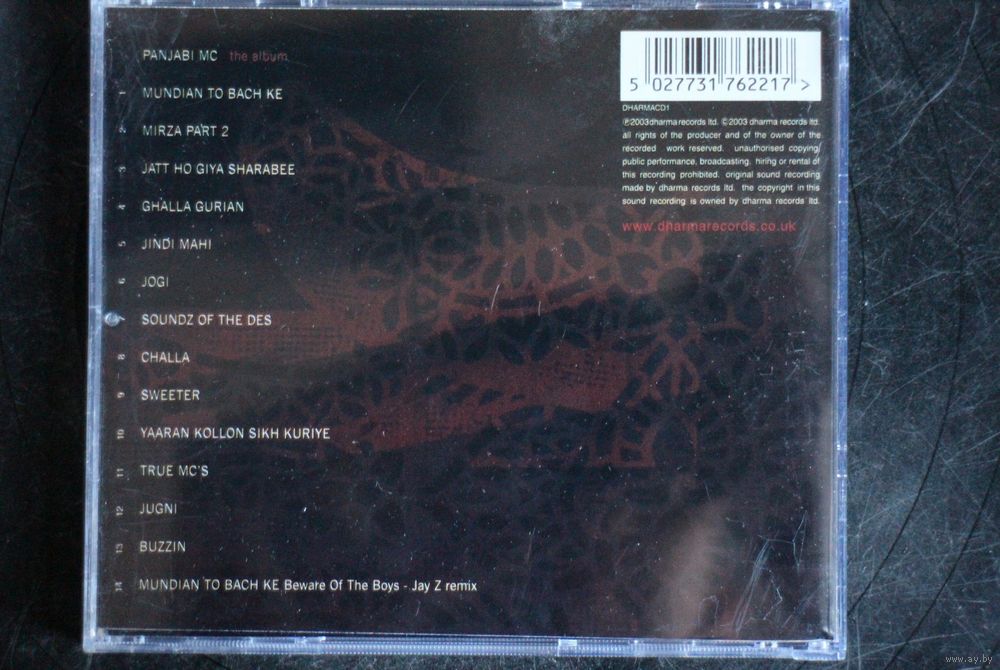 PANJABI MC the album
1 MUNDIAN TO BACH KE
2 MIRZA PART 2
3 JATT HO GIYA SHARABEE
4 GHALLA GURIAN
5 JINDI MAHI
6 JOGI
7 SOUNDZ OF THE DES
8 CHALLA
9 SWEETER
10 YAARAN KOLLON SIKH KURIYE
11 TRUE MC'S
12 JUGNI
13 BUZZIN
14 MUNDIAN TO BACH KE Beware Of The Boys - Jay Z remix
5 027731 762217 >
DHARMACD1
℗2003 dharma records ltd. ©2003 dharma records ltd.
all rights of the producer and of the owner of the
recorded work reserved. unauthorised copying
public performance, broadcasting, hiring or rental of
this recording prohibited. original sound recording
made by dharma records ltd. the copyright in this
sound recording is owned by dharma records ltd.
www.dharmarecords.co.uk
www.ay.by